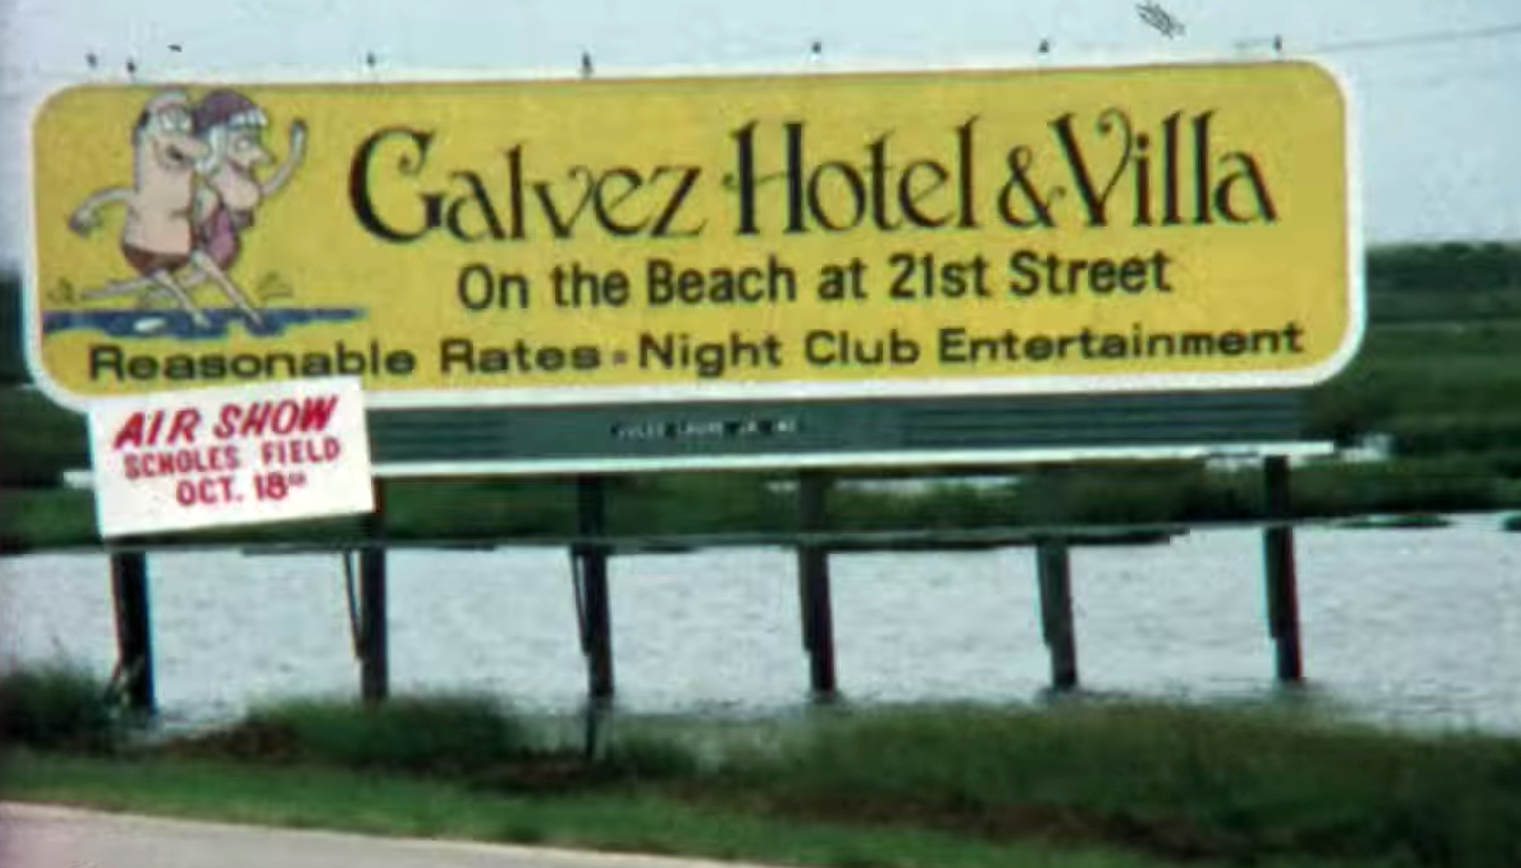 Galvez Hotel & Villa
On the Beach at 21st Street
Reasonable Rates - Night Club Entertainment
AIR SHOW
SCHOLES FIELD
OCT. 18th